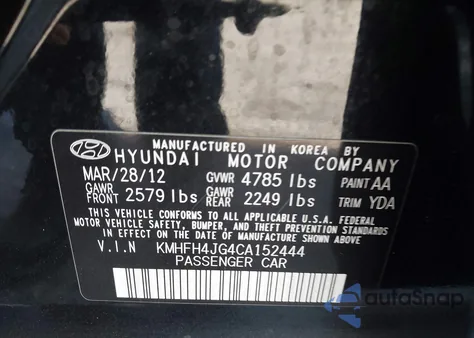 MANUFACTURED IN KOREA BY
HYUNDAI MOTOR COMPANY
MAR/28/12 GVWR 4785 lbs PAINT AA
GAWR FRONT 2579 lbs GAWR REAR 2249 lbs TRIM YDA
THIS VEHICLE CONFORMS TO ALL APPLICABLE U.S.A. FEDERAL
MOTOR VEHICLE SAFETY, BUMPER, AND THEFT PREVENTION
STANDARDS IN EFFECT ON THE DATE OF MANUFACTURE SHOWN ABOVE.
V.I.N KMHFH4JG4CA152444
PASSENGER CAR
autoSnap